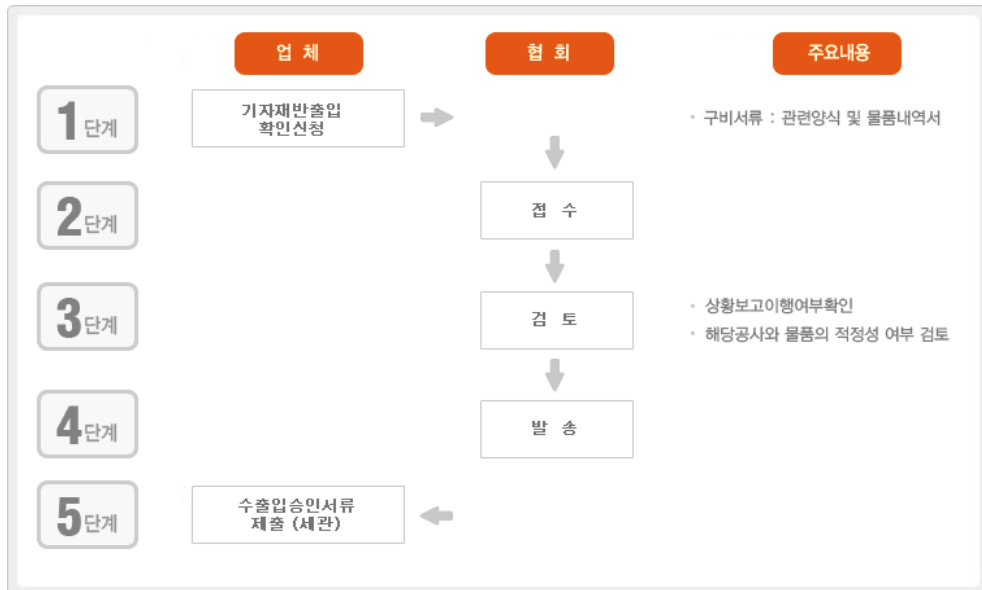 업 체
협 회
주요내용
1단계
기자재반출입
확인신청
• 구비서류 : 관련양식 및 물품내역서
2단계
접 수
3단계
검 토
• 상황보고이행여부확인
• 해당공사와 물품의 적정성 여부 검토
4단계
발 송
5단계
수출입승인서류
제출 (세관)